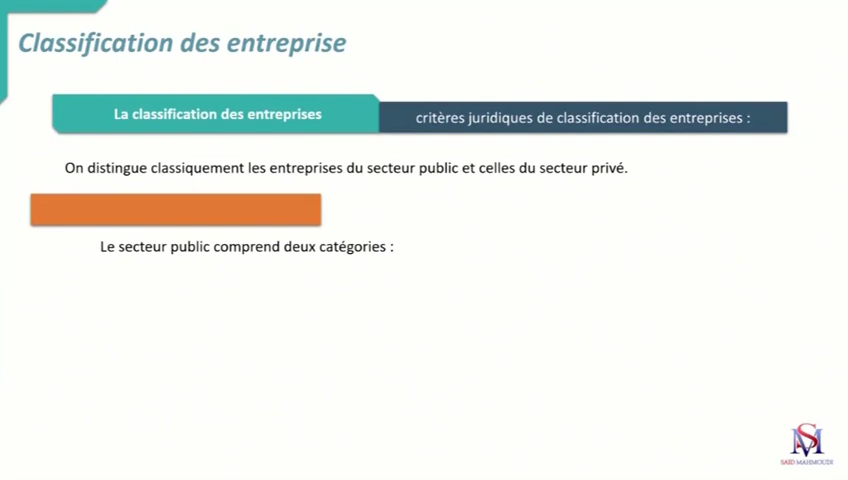 Classification des entreprise
La classification des entreprises
critères juridiques de classification des entreprises :
On distingue classiquement les entreprises du secteur public et celles du secteur privé.
Le secteur public comprend deux catégories :
SM
SAID MAHMOUDI